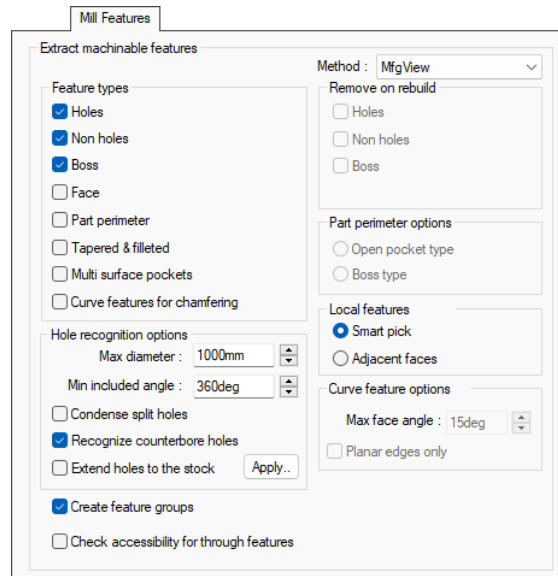 Mill Features
Extract machinable features
Method : MfgView
Feature types
Holes
Non holes
Boss
Face
Part perimeter
Tapered & filleted
Multi surface pockets
Curve features for chamfering
Remove on rebuild
Holes
Non holes
Boss
Part perimeter options
Open pocket type
Boss type
Hole recognition options
Max diameter : 1000mm
Min included angle : 360deg
Condense split holes
Recognize counterbore holes
Extend holes to the stock Apply..
Local features
Smart pick
Adjacent faces
Curve feature options
Max face angle : 15deg
Planar edges only
Create feature groups
Check accessibility for through features